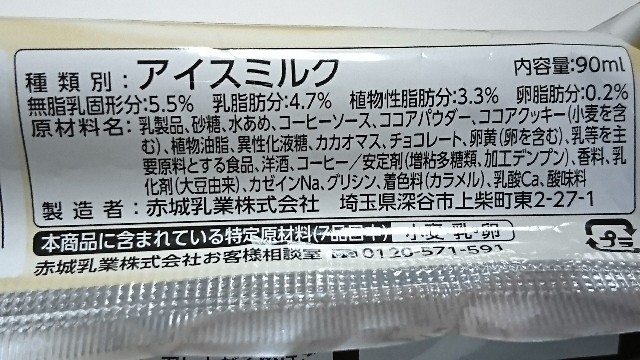 種類別：アイスミルク 内容量:90ml
無脂乳固形分:5.5% 乳脂肪分:4.7% 植物性脂肪分:3.3% 卵脂肪分:0.2%
原材料名：乳製品、砂糖、水あめ、コーヒーソース、ココアパウダー、ココアクッキー(小麦を含
む)、植物油脂、異性化液糖、カカオマス、チョコレート、卵黄(卵を含む)、乳等を主
要原料とする食品、洋酒、コーヒー／安定剤(増粘多糖類、加工デンプン)、香料、乳
化剤(大豆由来)、カゼインNa、グリシン、着色料(カラメル)、乳酸Ca、酸味料
製造者：赤城乳業株式会社 埼玉県深谷市上柴町東2-27-1
本商品に含まれている特定原材料(7品目中) 小麦・乳・卵
赤城乳業株式会社お客様相談室 0120-571-591
プラ